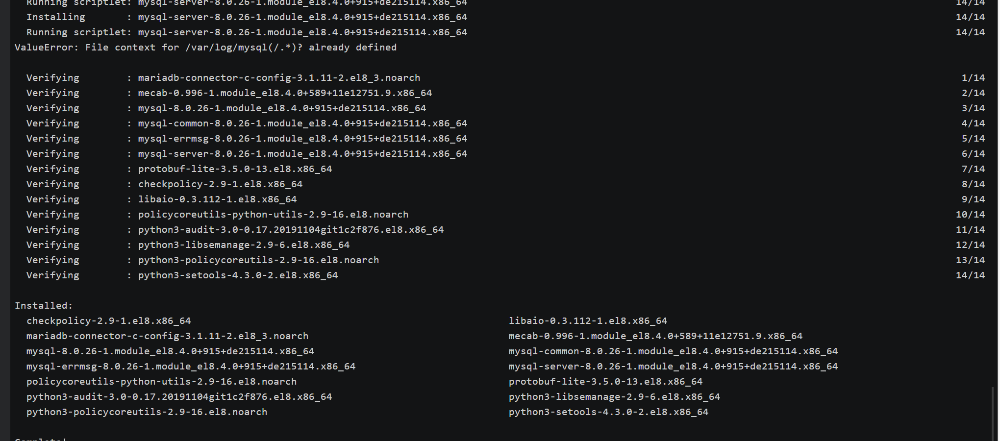 Running scriptlet: mysql-server-8.0.26-1.module_el8.4.0+915+de215114.x86_64 14/14
Installing : mysql-server-8.0.26-1.module_el8.4.0+915+de215114.x86_64 14/14
Running scriptlet: mysql-server-8.0.26-1.module_el8.4.0+915+de215114.x86_64 14/14
ValueError: File context for /var/log/mysql(/.*)? already defined
Verifying : mariadb-connector-c-config-3.1.11-2.el8_3.noarch 1/14
Verifying : mecab-0.996-1.module_el8.4.0+589+11e12751.9.x86_64 2/14
Verifying : mysql-8.0.26-1.module_el8.4.0+915+de215114.x86_64 3/14
Verifying : mysql-common-8.0.26-1.module_el8.4.0+915+de215114.x86_64 4/14
Verifying : mysql-errmsg-8.0.26-1.module_el8.4.0+915+de215114.x86_64 5/14
Verifying : mysql-server-8.0.26-1.module_el8.4.0+915+de215114.x86_64 6/14
Verifying : protobuf-lite-3.5.0-13.el8.x86_64 7/14
Verifying : checkpolicy-2.9-1.el8.x86_64 8/14
Verifying : libaio-0.3.112-1.el8.x86_64 9/14
Verifying : policycoreutils-python-utils-2.9-16.el8.noarch 10/14
Verifying : python3-audit-3.0-0.17.20191104git1c2f876.el8.x86_64 11/14
Verifying : python3-libsemanage-2.9-6.el8.x86_64 12/14
Verifying : python3-policycoreutils-2.9-16.el8.noarch 13/14
Verifying : python3-setools-4.3.0-2.el8.x86_64 14/14
Installed:
checkpolicy-2.9-1.el8.x86_64 libaio-0.3.112-1.el8.x86_64
mariadb-connector-c-config-3.1.11-2.el8_3.noarch mecab-0.996-1.module_el8.4.0+589+11e12751.9.x86_64
mysql-8.0.26-1.module_el8.4.0+915+de215114.x86_64 mysql-common-8.0.26-1.module_el8.4.0+915+de215114.x86_64
mysql-errmsg-8.0.26-1.module_el8.4.0+915+de215114.x86_64 mysql-server-8.0.26-1.module_el8.4.0+915+de215114.x86_64
policycoreutils-python-utils-2.9-16.el8.noarch protobuf-lite-3.5.0-13.el8.x86_64
python3-audit-3.0-0.17.20191104git1c2f876.el8.x86_64 python3-libsemanage-2.9-6.el8.x86_64
python3-policycoreutils-2.9-16.el8.noarch python3-setools-4.3.0-2.el8.x86_64
Complete!